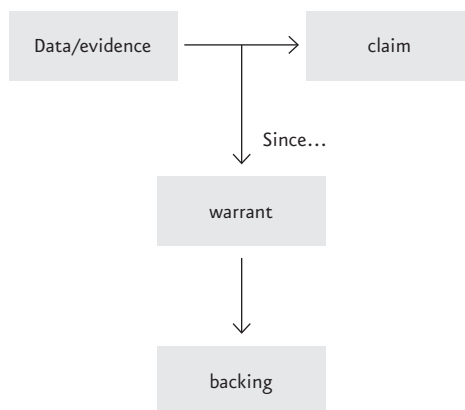 Data/evidence
claim
Since...
warrant
backing